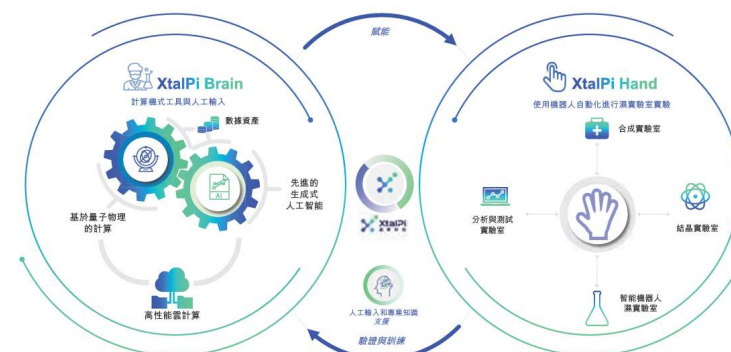 賦能
XtalPi Brain
計算機式工具與人工輸入
數據資產
先進的
生成式
人工智能
AI
基於量子物理
的計算
高性能雲計算
XtalPi
人工輸入和專業知識
支援
驗證與訓練
XtalPi Hand
使用機器人自動化進行濕實驗室實驗
合成實驗室
分析與測試
實驗室
結晶實驗室
智能機器人
濕實驗室